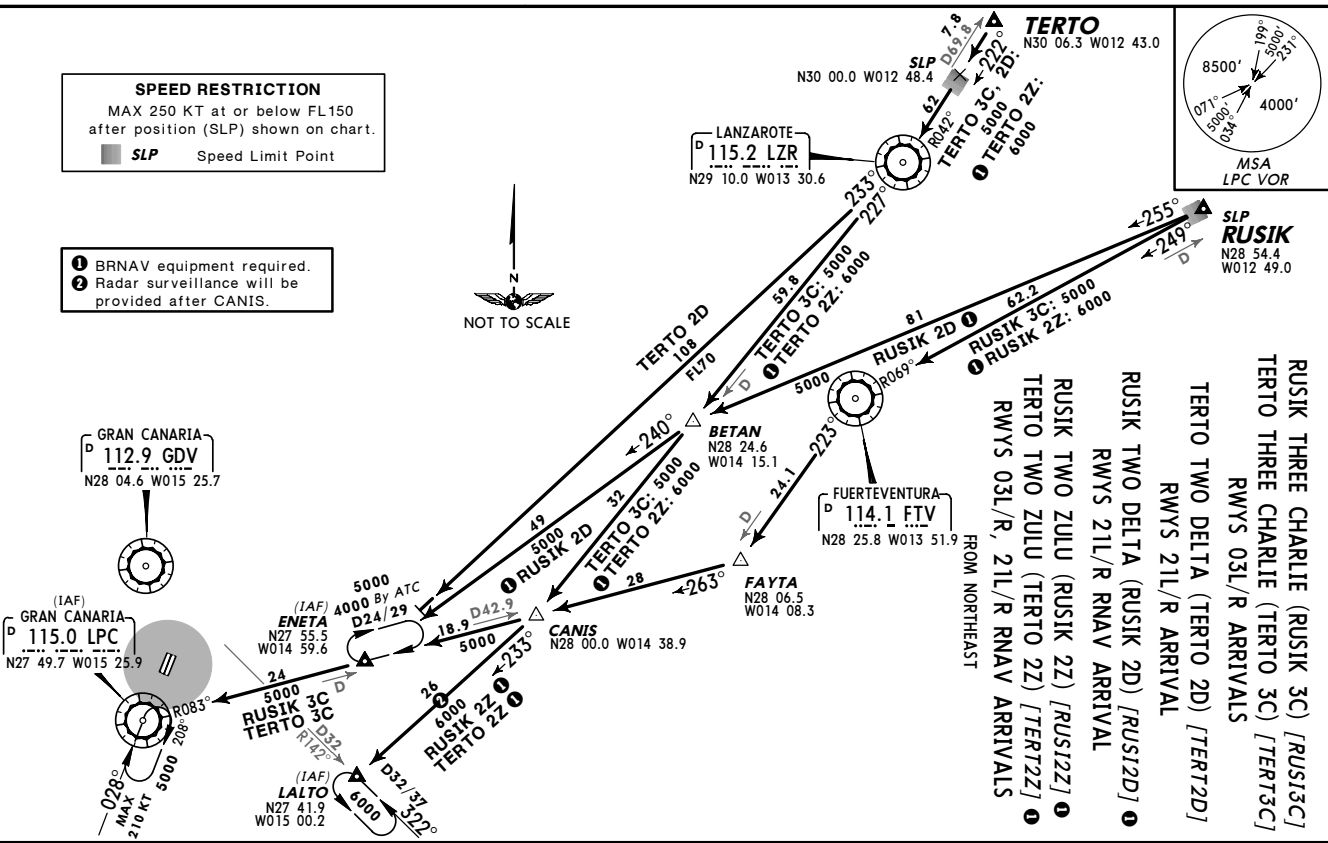 SPEED RESTRICTION
MAX 250 KT at or below FL150
after position (SLP) shown on chart.
SLP Speed Limit Point
❶ BRNAV equipment required.
❷ Radar surveillance will be
provided after CANIS.
N
NOT TO SCALE
TERTO
N30 06.3 W012 43.0
7.8
D69.8
222°
SLP
N30 00.0 W012 48.4
62
R042°
TERTO 3C,
2D:
5000
❶ TERTO 2Z:
6000
LANZAROTE
D 115.2 LZR
N29 10.0 W013 30.6
233°
227°
199°
5000'
231°
8500'
4000'
071°
5000'
034°
MSA
LPC VOR
SLP
RUSIK
N28 54.4
W012 49.0
255°
249°
D
81
RUSIK 2D ❶
5000
62.2
RUSIK 3C: 5000
❶ RUSIK 2Z: 6000
R069°
TERTO 2D
108
FL70
59.8
TERTO 3C: 5000
❶ TERTO 2Z: 6000
D
BETAN
N28 24.6
W014 15.1
240°
223°
24.1
D
FUERTEVENTURA
D 114.1 FTV
N28 25.8 W013 51.9
49
5000
❶ RUSIK 2D
32
TERTO 3C: 5000
❶ TERTO 2Z: 6000
FAYTA
N28 06.5
W014 08.3
28
263°
GRAN CANARIA
D 112.9 GDV
N28 04.6 W015 25.7
5000
4000 By ATC
D24/29
(IAF)
ENETA
N27 55.5
W014 59.6
18.9
D42.9
5000
CANIS
N28 00.0 W014 38.9
233°
(IAF)
GRAN CANARIA
D 115.0 LPC
N27 49.7 W015 25.9
24
5000
D
R083°
RUSIK 3C
TERTO 3C
26
❷
6000
RUSIK 2Z ❶
TERTO 2Z ❶
D32
R142°
208°
5000
028°
MAX
210 KT
(IAF)
LALTO
N27 41.9
W015 00.2
D32/37
6000
322°
RUSIK THREE CHARLIE (RUSIK 3C) [RUSI3C]
TERTO THREE CHARLIE (TERTO 3C) [TERT3C]
RWYS 03L/R ARRIVALS
TERTO TWO DELTA (TERTO 2D) [TERT2D]
RWYS 21L/R ARRIVAL
RUSIK TWO DELTA (RUSIK 2D) [RUSI2D] ❶
RWYS 21L/R RNAV ARRIVAL
RUSIK TWO ZULU (RUSIK 2Z) [RUSI2Z] ❶
TERTO TWO ZULU (TERTO 2Z) [TERT2Z] ❶
RWYS 03L/R, 21L/R RNAV ARRIVALS
FROM NORTHEAST